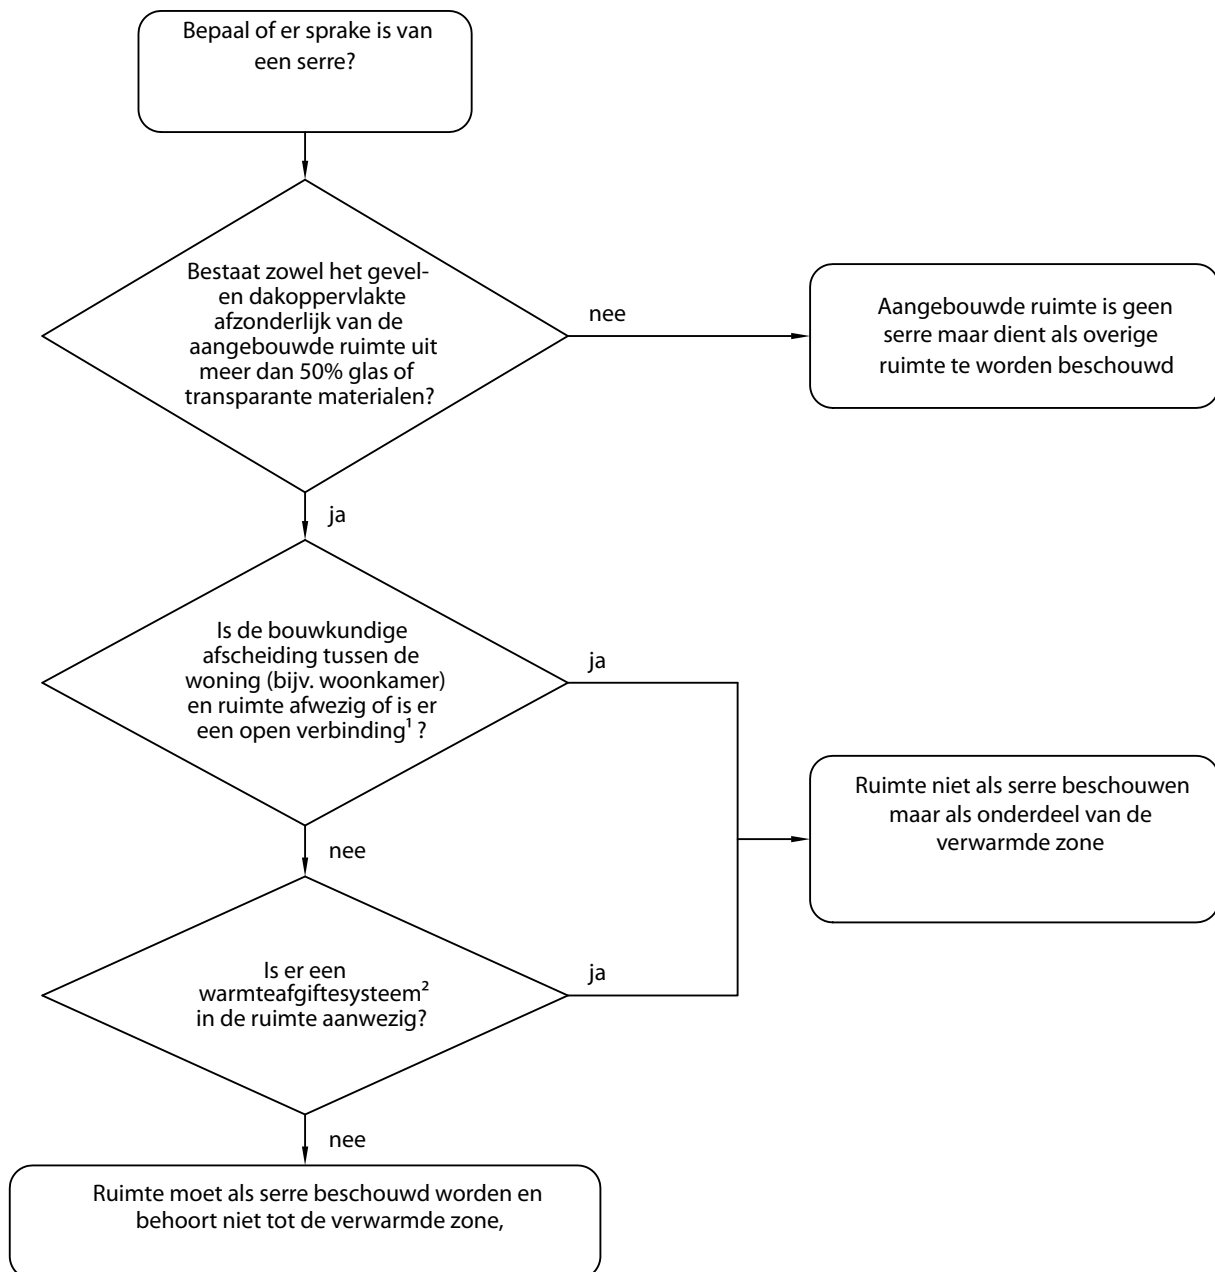 Bepaal of er sprake is van
een serre?
Bestaat zowel het gevel-
en dakoppervlakte
afzonderlijk van de
aangebouwde ruimte uit
meer dan 50% glas of
transparante materialen?
nee
Aangebouwde ruimte is geen
serre maar dient als overige
ruimte te worden beschouwd
ja
Is de bouwkundige
afscheiding tussen de
woning (bijv. woonkamer)
en ruimte afwezig of is er
een open verbinding¹ ?
ja
Ruimte niet als serre beschouwen
maar als onderdeel van de
verwarmde zone
nee
Is er een
warmteafgiftesysteem²
in de ruimte aanwezig?
ja
nee
Ruimte moet als serre beschouwd worden en
behoort niet tot de verwarmde zone,